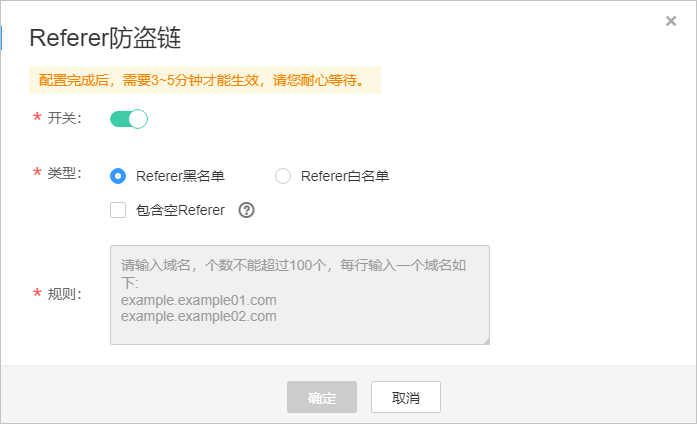 Referer防盗链
配置完成后，需要3~5分钟才能生效，请您耐心等待。
* 开关：
* 类型： Referer黑名单 Referer白名单
包含空Referer ?
* 规则： 请输入域名，个数不能超过100个，每行输入一个域名如
下:
example.example01.com
example.example02.com
确定 取消